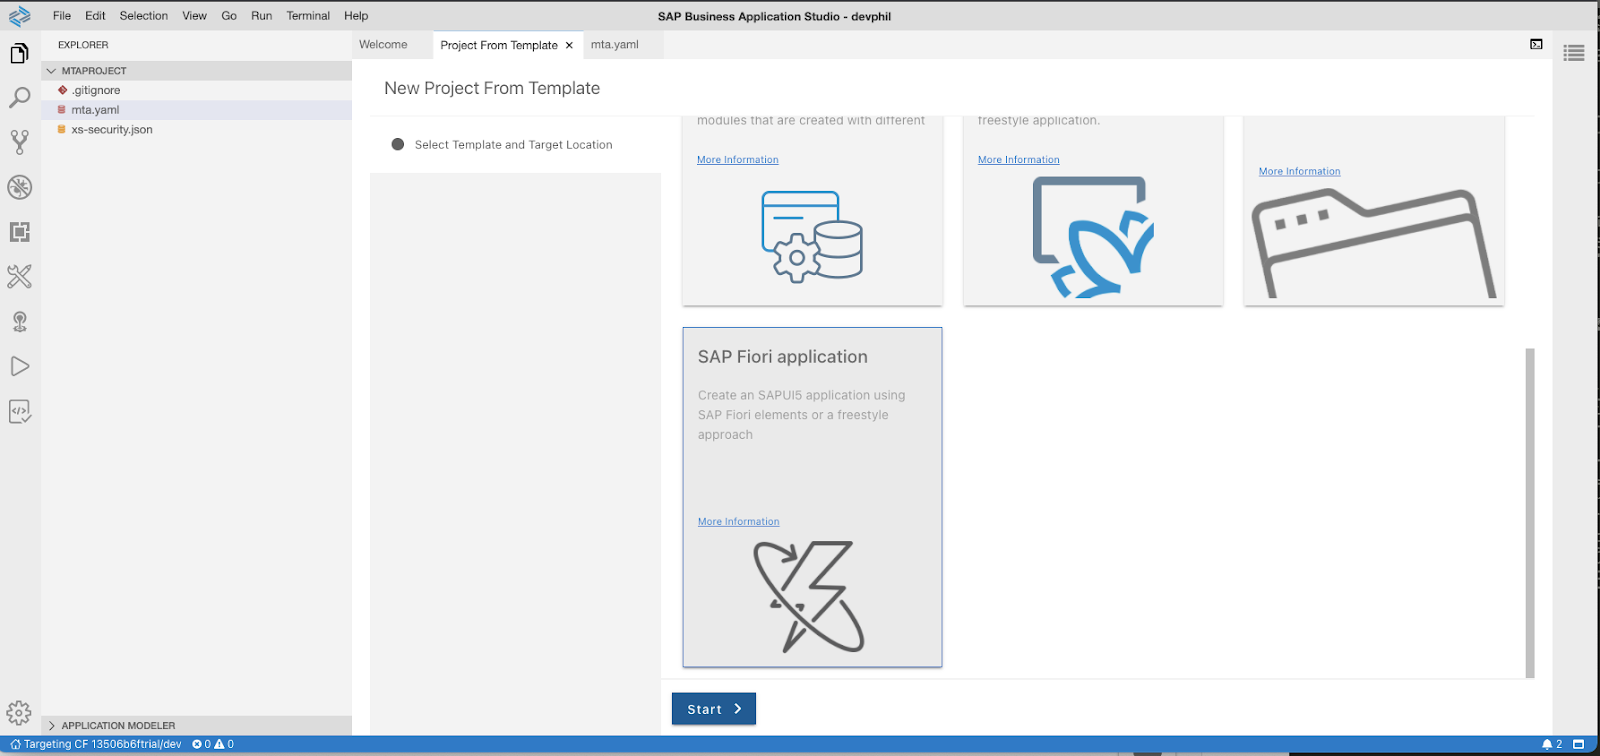 File Edit Selection View Go Run Terminal Help
SAP Business Application Studio - devphil
EXPLORER
MTAPROJECT
.gitignore
mta.yaml
xs-security.json
APPLICATION MODELER
Welcome
Project From Template ×
mta.yaml
New Project From Template
Select Template and Target Location
modules that are created with different
More Information
freestyle application.
More Information
More Information
SAP Fiori application
Create an SAPUI5 application using
SAP Fiori elements or a freestyle
approach
More Information
Start
Targeting CF 13506b6ftrial/dev 0 0
2